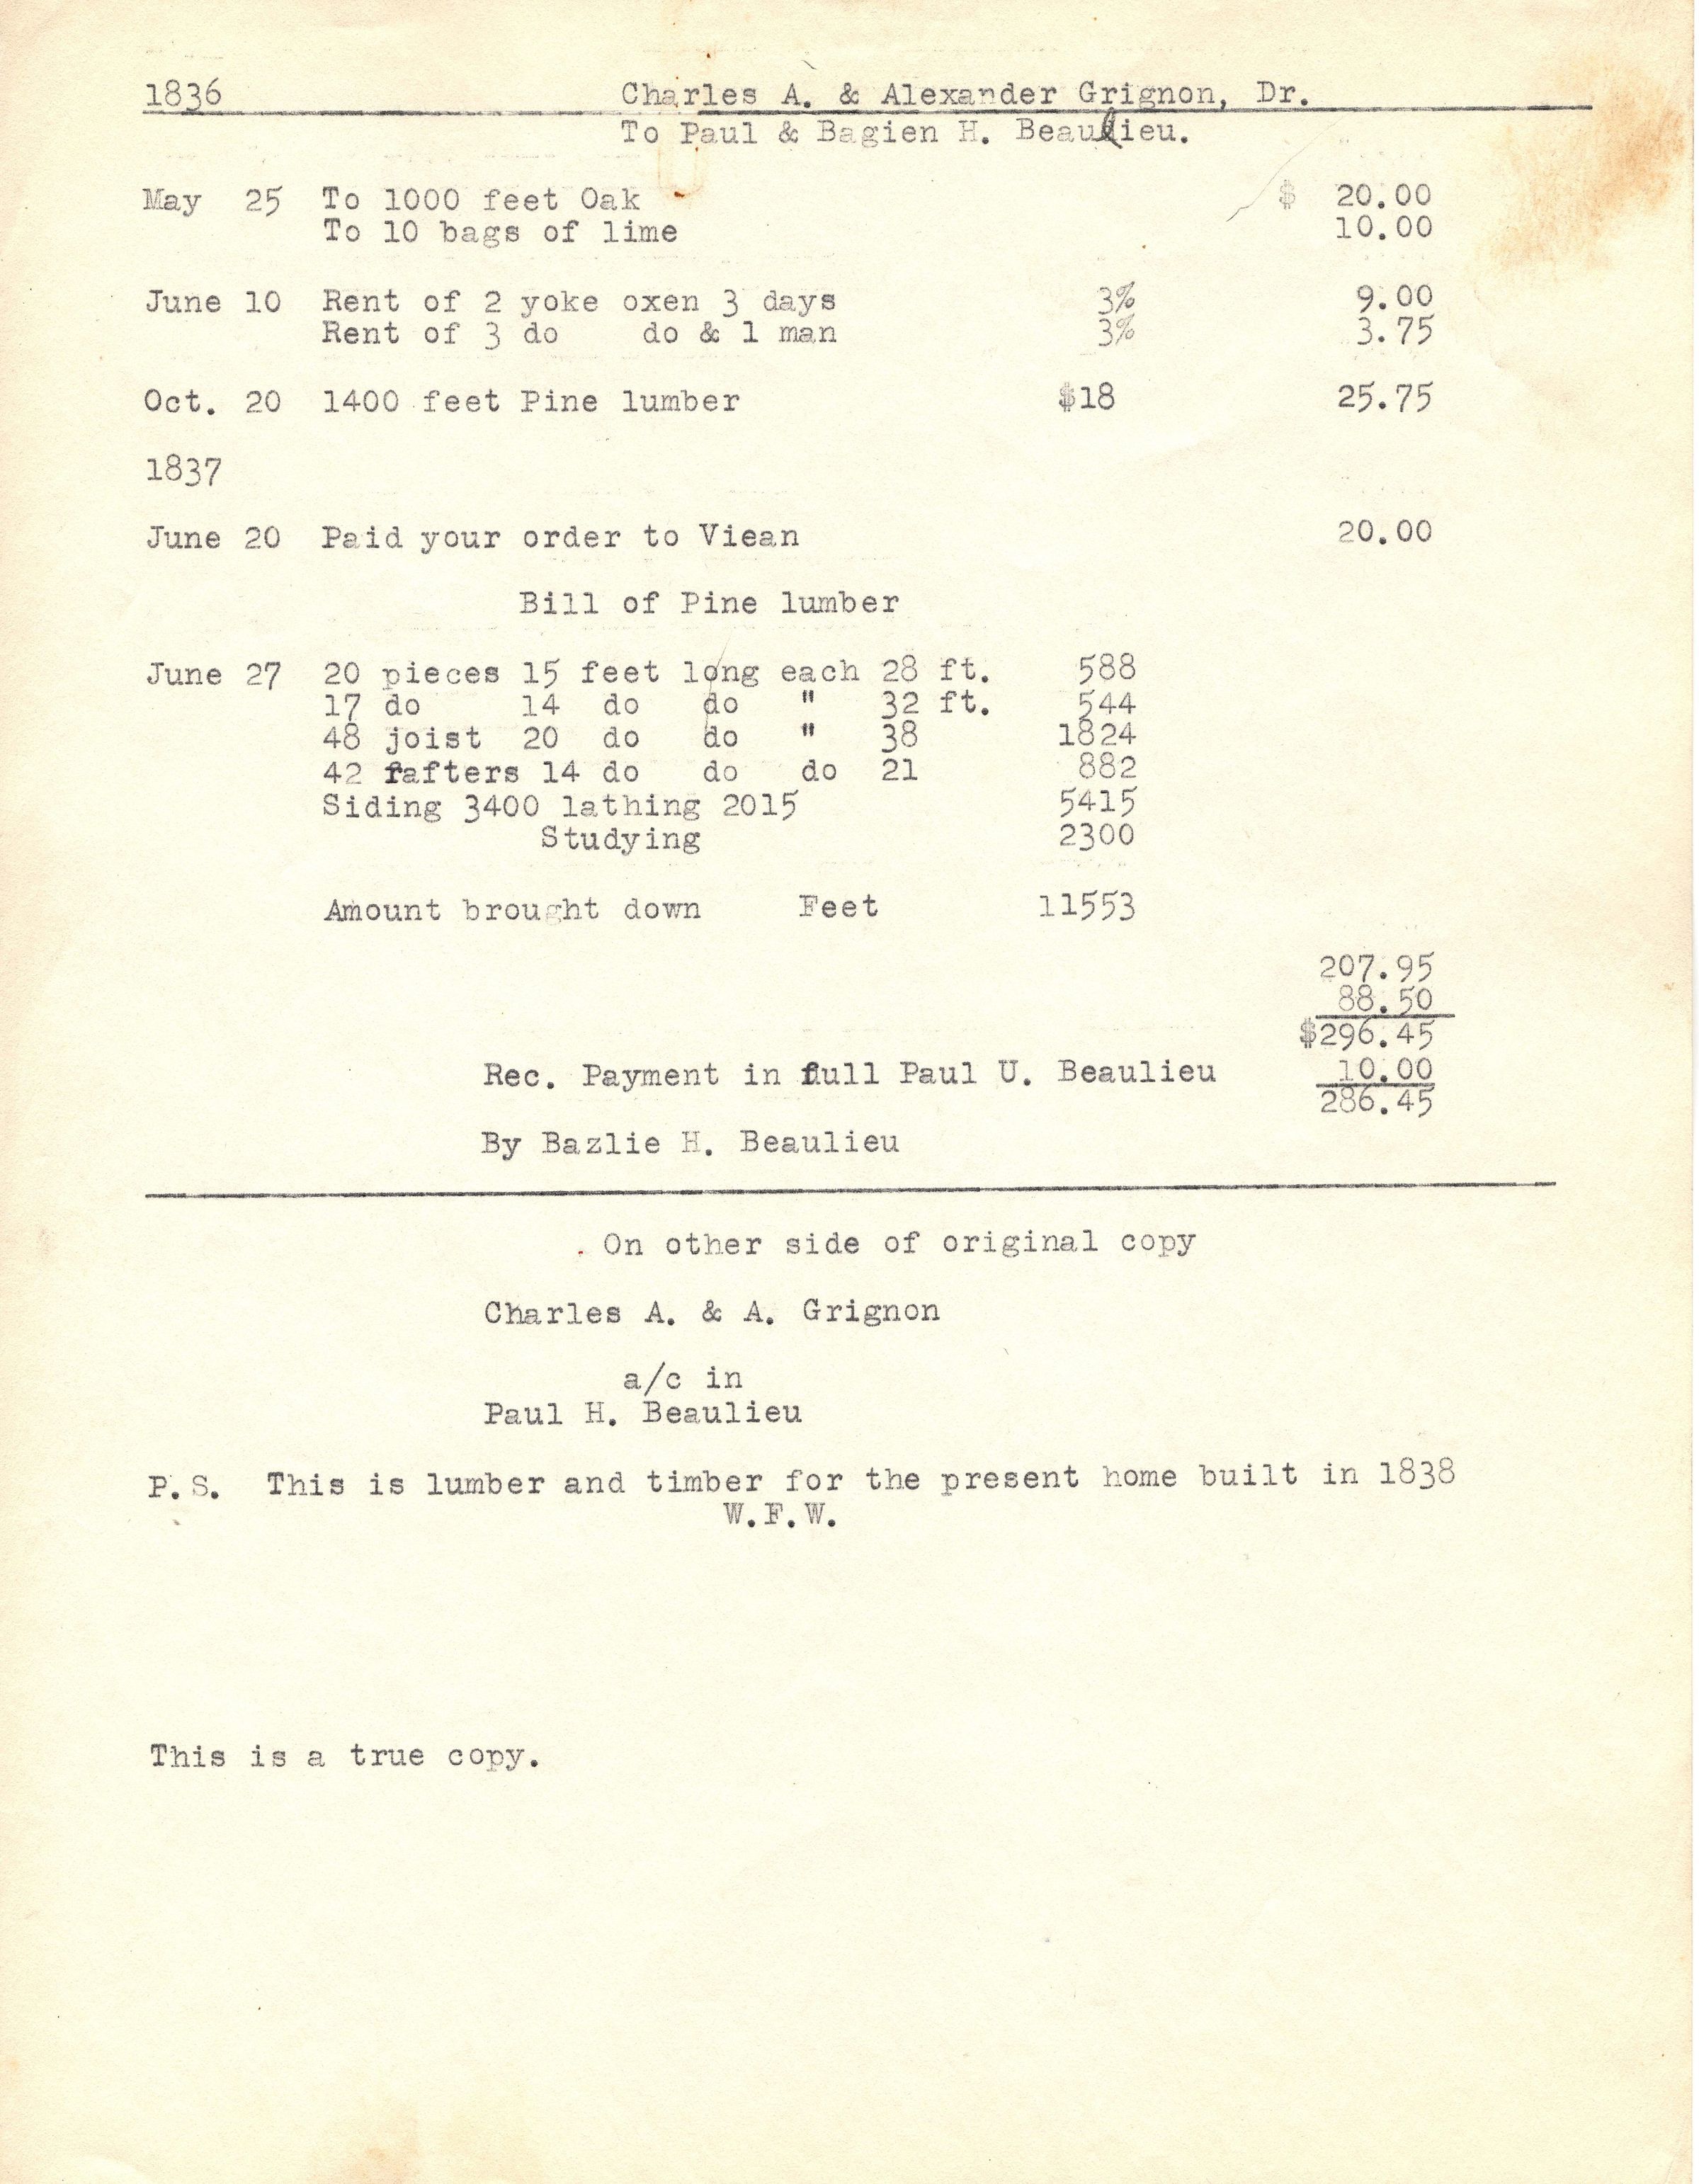 1836 Charles A. & Alexander Grignon, Dr.
To Paul & Bagien H. Beaulieu.
May 25 To 1000 feet Oak $ 20.00
To 10 bags of lime 10.00
June 10 Rent of 2 yoke oxen 3 days 3% 9.00
Rent of 3 do do & 1 man 3% 3.75
Oct. 20 1400 feet Pine lumber $18 25.75
1837
June 20 Paid your order to Viean 20.00
Bill of Pine lumber
June 27 20 pieces 15 feet long each 28 ft. 588
17 do 14 do do " 32 ft. 544
48 joist 20 do do " 38 1824
42 rafters 14 do do do 21 882
Siding 3400 lathing 2015 5415
Studying 2300
Amount brought down Feet 11553
207.95
88.50
$296.45
Rec. Payment in full Paul U. Beaulieu 10.00
286.45
By Bazlie H. Beaulieu
On other side of original copy
Charles A. & A. Grignon
a/c in
Paul H. Beaulieu
P.S. This is lumber and timber for the present home built in 1838
W.F.W.
This is a true copy.